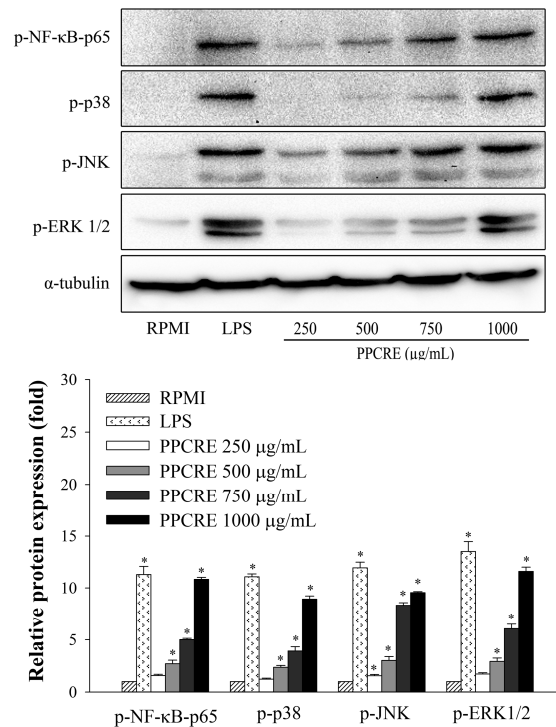 p-NF-κB-p65
p-p38
p-JNK
p-ERK 1/2
α-tubulin
RPMI LPS 250 500 750 1000
PPCRE (µg/mL)
Relative protein expression (fold)
30
25
20
15
10
5
0
RPMI
LPS
PPCRE 250 µg/mL
PPCRE 500 µg/mL
PPCRE 750 µg/mL
PPCRE 1000 µg/mL
* * * *
* * *
* * * * *
* * * *
p-NF-κB-p65 p-p38 p-JNK p-ERK1/2